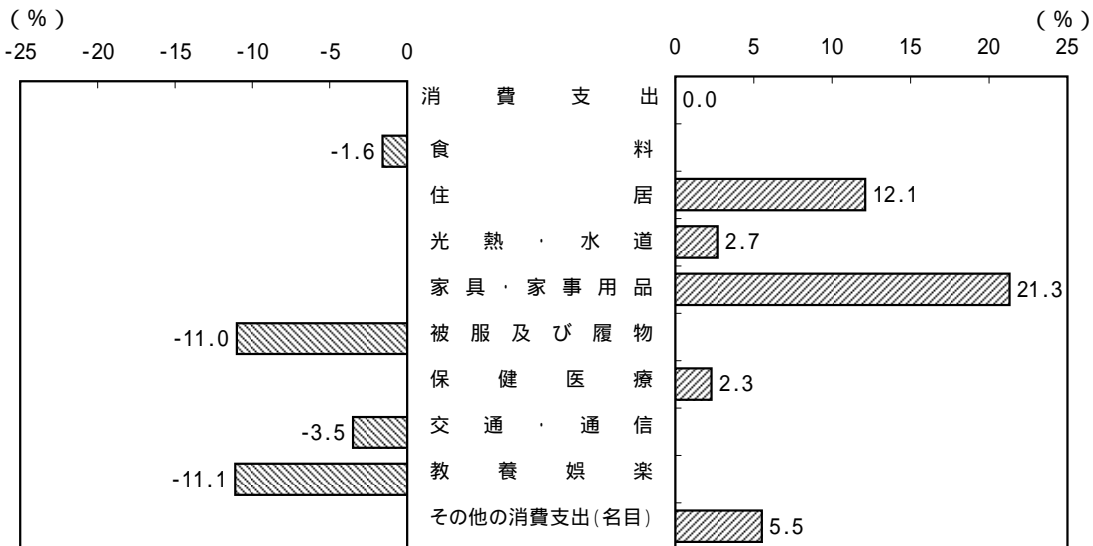 (%) (%)
-25 -20 -15 -10 -5 0 0 5 10 15 20 25
消費支出 0.0
-1.6 食料
住居 12.1
光熱・水道 2.7
家具・家事用品 21.3
-11.0 被服及び履物
保健医療 2.3
-3.5 交通・通信
-11.1 教養娯楽
その他の消費支出(名目) 5.5